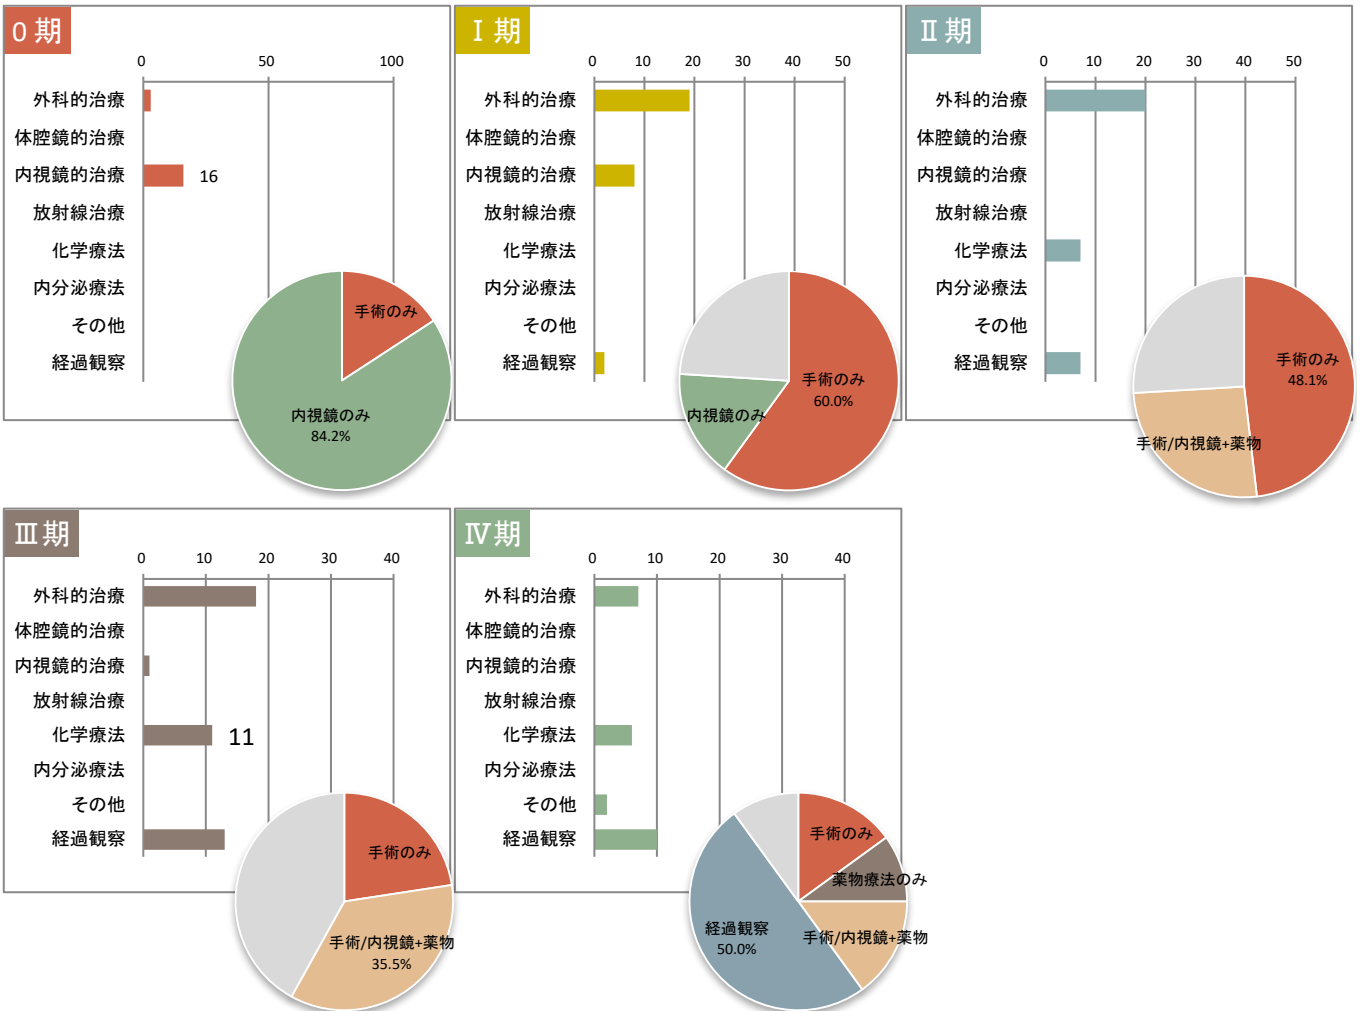 0 期
0 50 100
外科的治療
体腔鏡的治療
内視鏡的治療 16
放射線治療
化学療法
内分泌療法
その他
経過観察
手術のみ
内視鏡のみ
84.2%
Ⅰ 期
0 10 20 30 40 50
外科的治療
体腔鏡的治療
内視鏡的治療
放射線治療
化学療法
内分泌療法
その他
経過観察
手術のみ
60.0%
内視鏡のみ
Ⅱ 期
0 10 20 30 40 50
外科的治療
体腔鏡的治療
内視鏡的治療
放射線治療
化学療法
内分泌療法
その他
経過観察
手術のみ
48.1%
手術/内視鏡+薬物
Ⅲ 期
0 10 20 30 40
外科的治療
体腔鏡的治療
内視鏡的治療
放射線治療
化学療法 11
内分泌療法
その他
経過観察
手術のみ
手術/内視鏡+薬物
35.5%
Ⅳ 期
0 10 20 30 40
外科的治療
体腔鏡的治療
内視鏡的治療
放射線治療
化学療法
内分泌療法
その他
経過観察
手術のみ
薬物療法のみ
手術/内視鏡+薬物
経過観察
50.0%